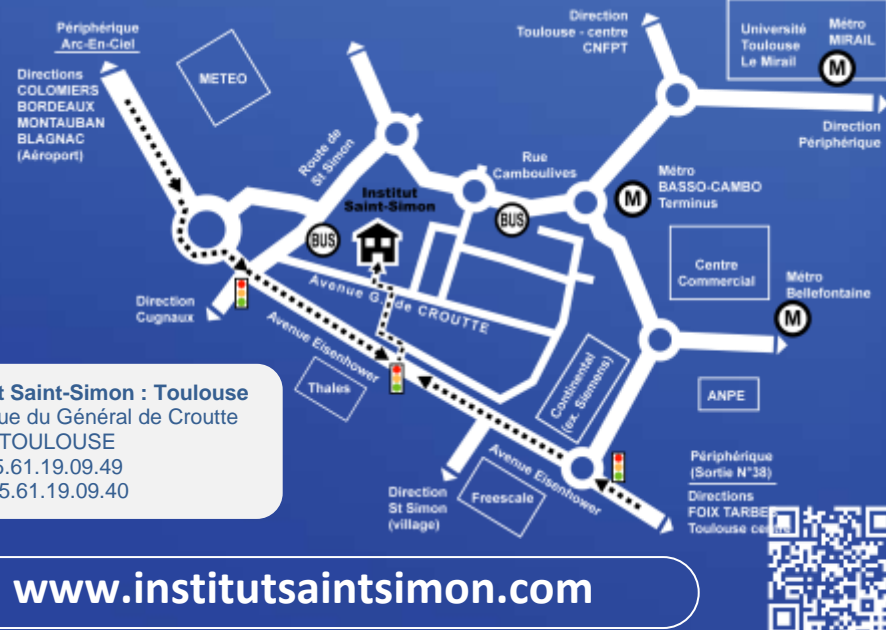 Périphérique
Arc-En-Ciel
Directions
COLOMIERS
BORDEAUX
MONTAUBAN
BLAGNAC
(Aéroport)
METEO
Route de
St Simon
Direction
Toulouse - centre
CNFPT
Université
Toulouse
Le Mirail
Métro
MIRAIL
M
Direction
Périphérique
Rue
Camboulives
Institut
Saint-Simon
BUS
BUS
M
Métro
BASSO-CAMBO
Terminus
Centre
Commercial
Métro
Bellefontaine
M
Direction
Cugnaux
Avenue G. de CROUTTE
Avenue Eisenhower
Thales
Continental
(ex. Siemens)
ANPE
Avenue Eisenhower
Freescale
Direction
St Simon
(village)
Périphérique
(Sortie N°38)
Directions
FOIX TARBES
Toulouse
t Saint-Simon : Toulouse
ue du Général de Croutte
TOULOUSE
5.61.19.09.49
5.61.19.09.40
www.institutsaintsimon.com